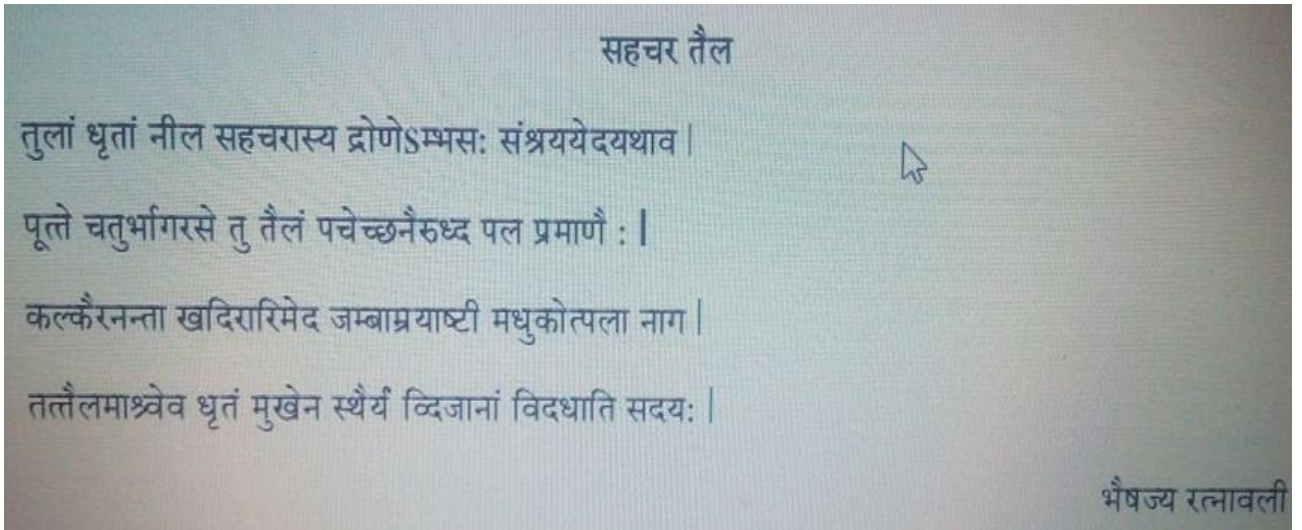 सहचर तैल
तुलां धृतां नील सहचरास्य द्रोणेऽम्भसः संश्रययेदयथाव |
पूत्ते चतुर्भागरसे तु तैलं पचेच्छनैरुध्द पल प्रमाणै : |
कल्कैरनन्ता खदिरारिमेद जम्बाम्रयाष्टी मधुकोत्पला नाग |
तत्तैलमाश्र्वेव धृतं मुखेन स्थैर्यं व्दिजानां विदधाति सदयः |
भैषज्य रत्नावली